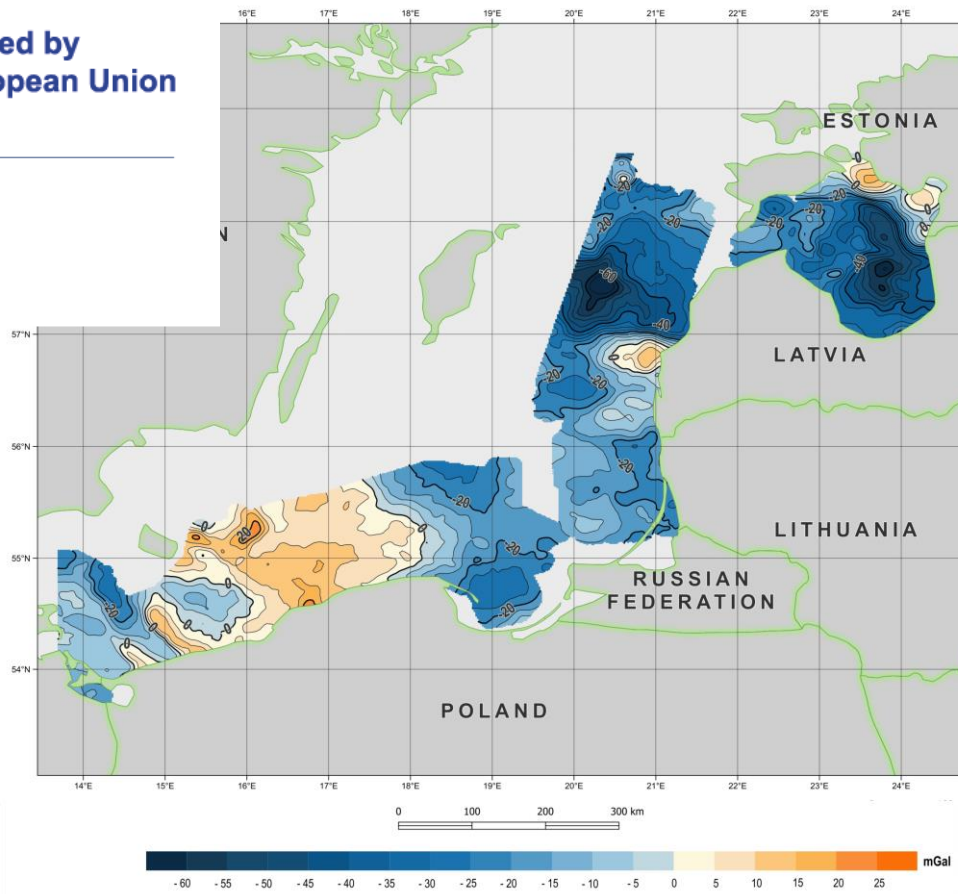 ed by
opean Union
16°E 17°E 18°E 19°E 20°E 21°E 22°E 23°E 24°E
ESTONIA
N
57°N
LATVIA
56°N
LITHUANIA
55°N
RUSSIAN
FEDERATION
54°N
POLAND
14°E 15°E 16°E 17°E 18°E 19°E 20°E 21°E 22°E 23°E 24°E
0 100 200 300 km
mGal
-60 -55 -50 -45 -40 -35 -30 -25 -20 -15 -10 -5 0 5 10 15 20 25